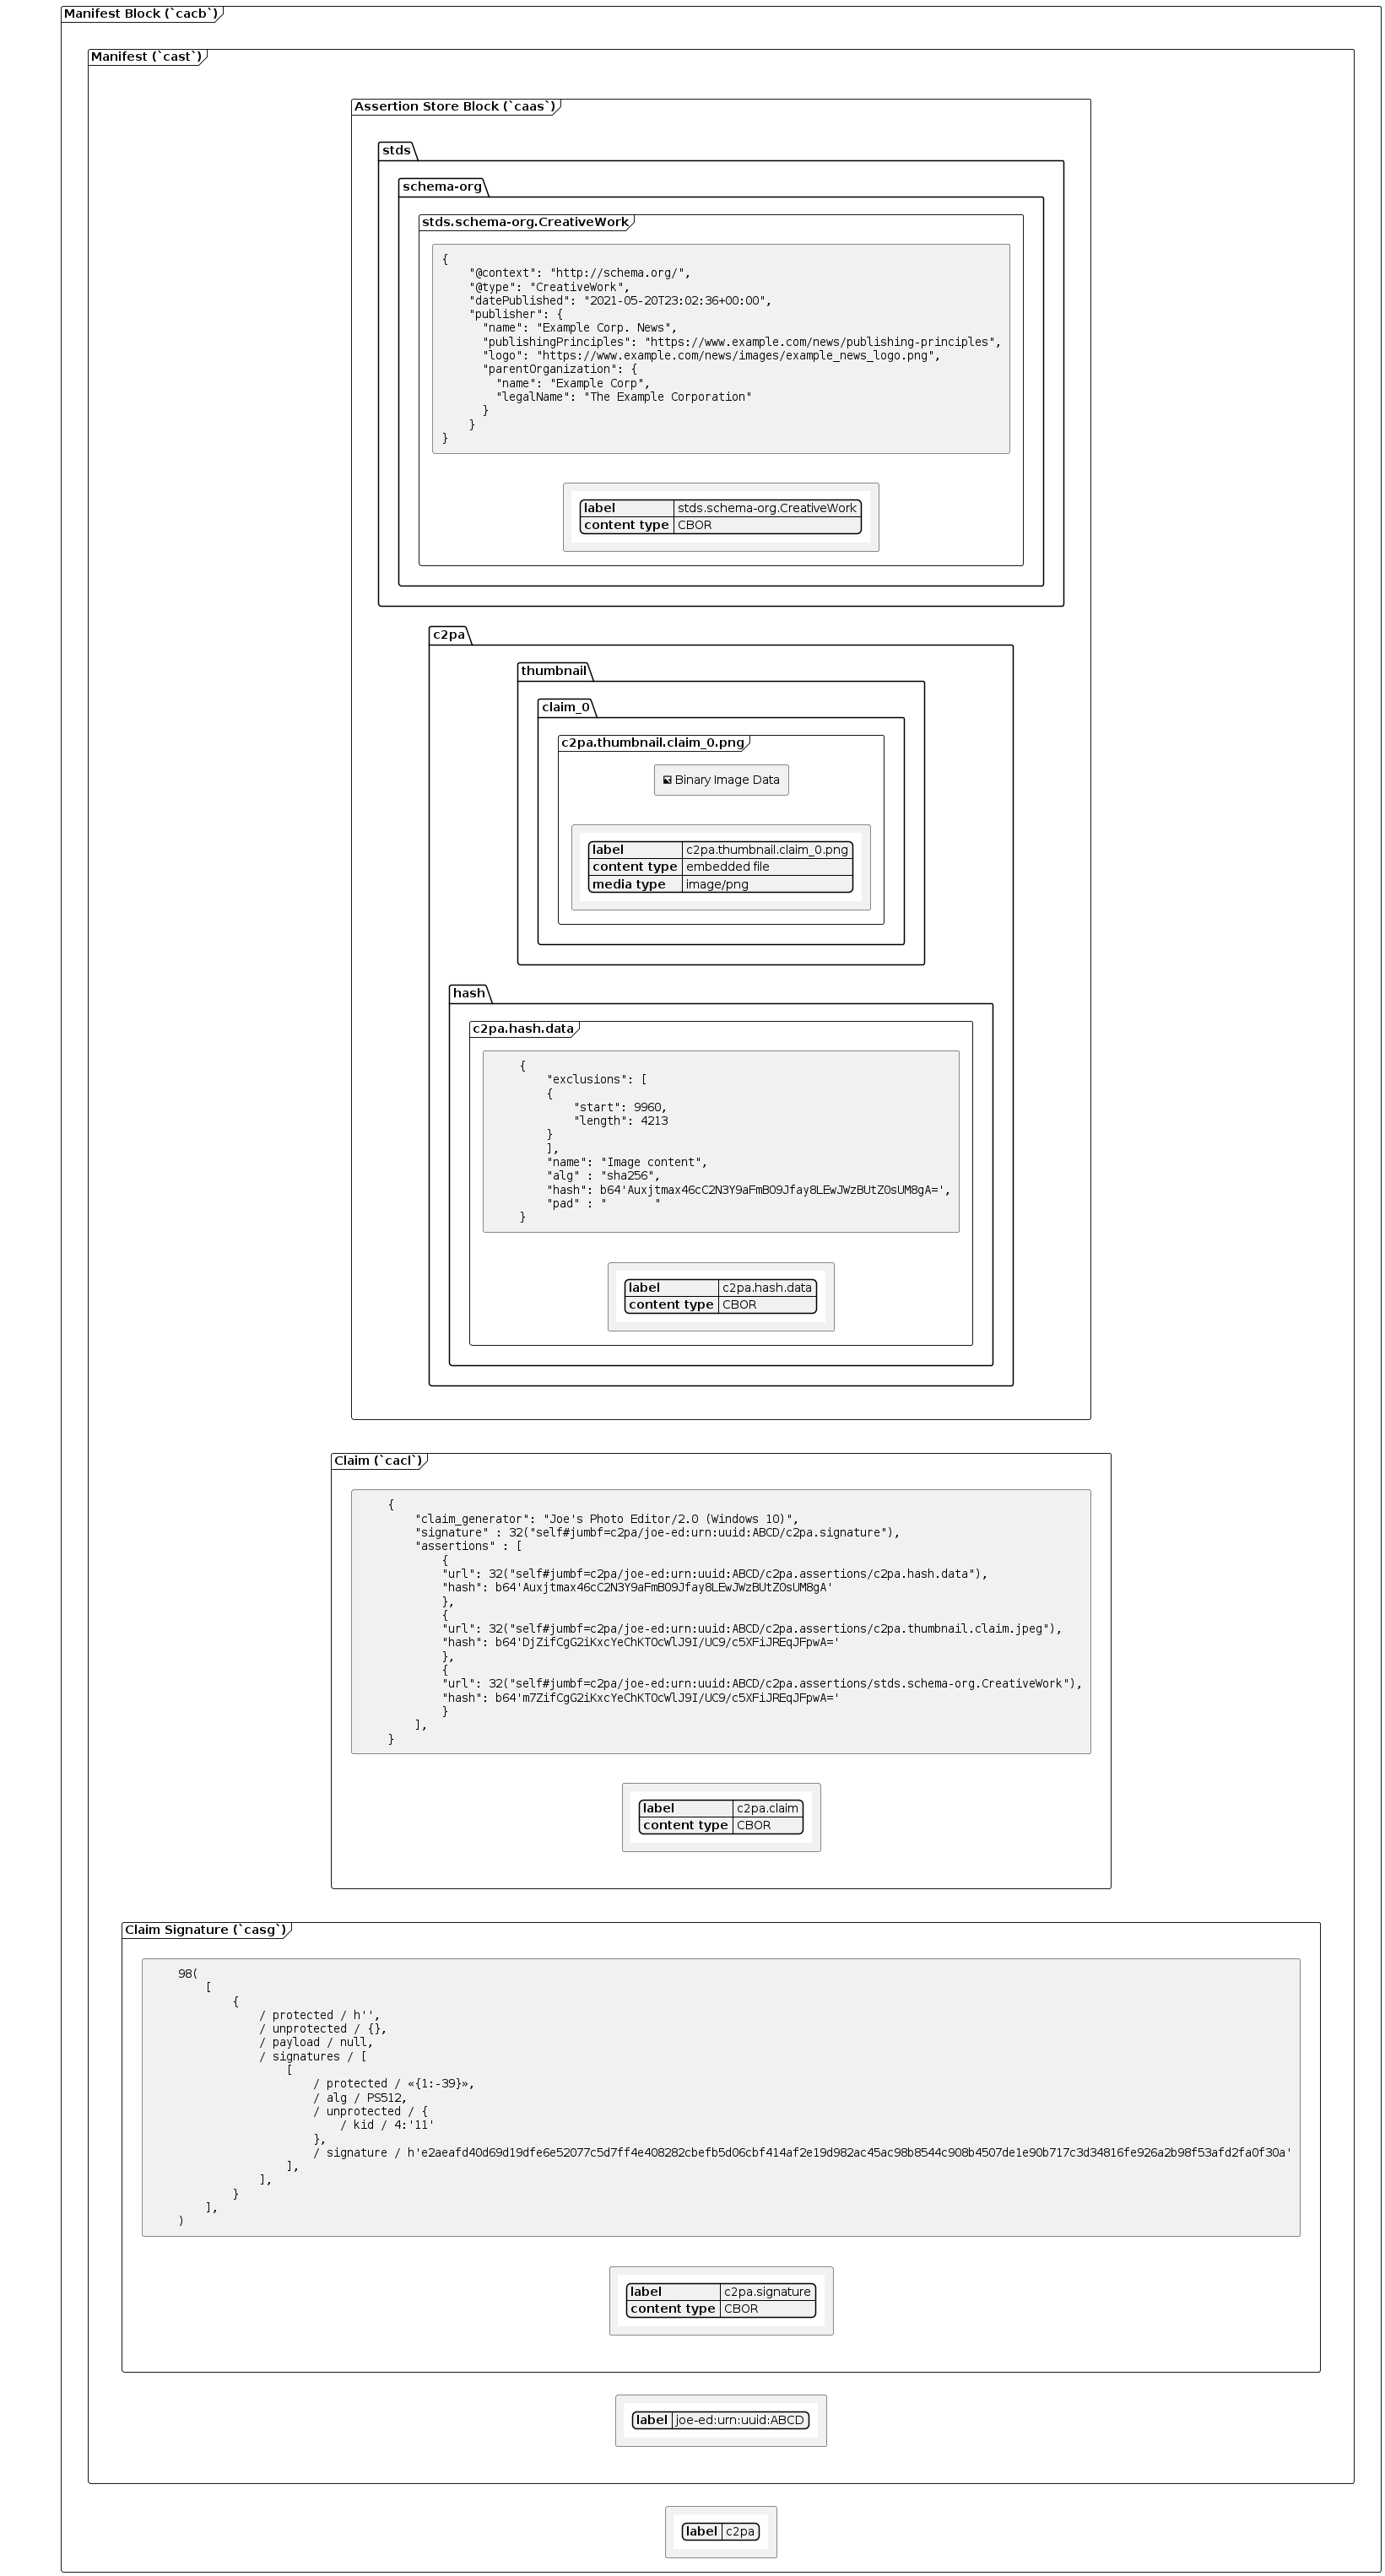 Manifest Block (`cacb`)
Manifest (`cast`)
Assertion Store Block (`caas`)
stds
schema-org
stds.schema-org.CreativeWork
{
"@context": "http://schema.org/",
"@type": "CreativeWork",
"datePublished": "2021-05-20T23:02:36+00:00",
"publisher": {
"name": "Example Corp. News",
"publishingPrinciples": "https://www.example.com/news/publishing-principles",
"logo": "https://www.example.com/news/images/example_news_logo.png",
"parentOrganization": {
"name": "Example Corp",
"legalName": "The Example Corporation"
}
}
}
label stds.schema-org.CreativeWork
content type CBOR
c2pa
thumbnail
claim_0
c2pa.thumbnail.claim_0.png
Binary Image Data
label c2pa.thumbnail.claim_0.png
content type embedded file
media type image/png
hash
c2pa.hash.data
{
"exclusions": [
{
"start": 9960,
"length": 4213
}
],
"name": "Image content",
"alg" : "sha256",
"hash": b64'Auxjtmax46cC2N3Y9aFmBO9Jfay8LEwJWzBUtZ0sUM8gA=',
"pad" : "       "
}
label c2pa.hash.data
content type CBOR
Claim (`cacl`)
{
"claim_generator": "Joe's Photo Editor/2.0 (Windows 10)",
"signature" : 32("self#jumbf=c2pa/joe-ed:urn:uuid:ABCD/c2pa.signature"),
"assertions" : [
{
"url": 32("self#jumbf=c2pa/joe-ed:urn:uuid:ABCD/c2pa.assertions/c2pa.hash.data"),
"hash": b64'Auxjtmax46cC2N3Y9aFmBO9Jfay8LEwJWzBUtZ0sUM8gA'
},
{
"url": 32("self#jumbf=c2pa/joe-ed:urn:uuid:ABCD/c2pa.assertions/c2pa.thumbnail.claim.jpeg"),
"hash": b64'DjZifCgG2iKxcYeChKTOcWlJ9I/UC9/c5XFiJREqJFpwA='
},
{
"url": 32("self#jumbf=c2pa/joe-ed:urn:uuid:ABCD/c2pa.assertions/stds.schema-org.CreativeWork"),
"hash": b64'm7ZifCgG2iKxcYeChKTOcWlJ9I/UC9/c5XFiJREqJFpwA='
}
],
}
label c2pa.claim
content type CBOR
Claim Signature (`casg`)
98(
[
{
/ protected / h'',
/ unprotected / {},
/ payload / null,
/ signatures / [
[
/ protected / «{1:-39}»,
/ alg / PS512,
/ unprotected / {
/ kid / 4:'11'
},
/ signature / h'e2aeafd40d69d19dfe6e52077c5d7ff4e408282cbefb5d06cbf414af2e19d982ac45ac98b8544c908b4507de1e90b717c3d34816fe926a2b98f53afd2fa0f30a'
],
],
}
],
)
label c2pa.signature
content type CBOR
label joe-ed:urn:uuid:ABCD
label c2pa